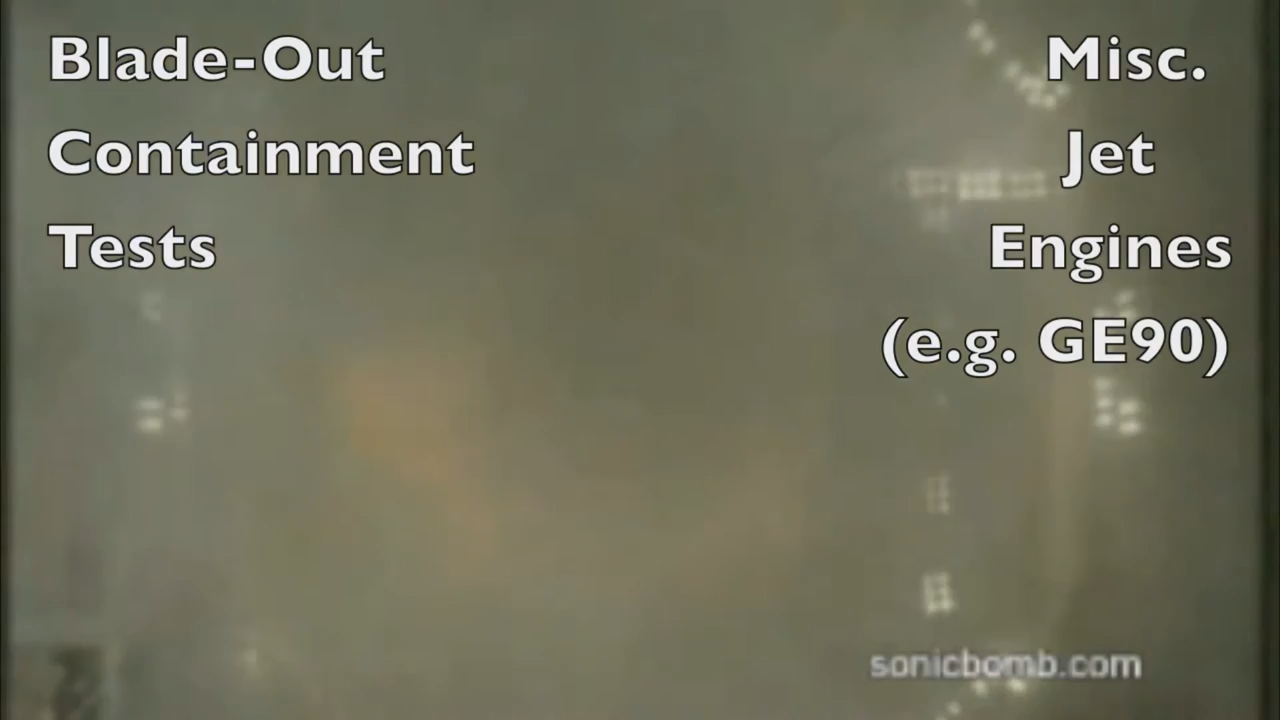 Blade-Out
Containment
Tests
Misc.
Jet
Engines
(e.g. GE90)
sonicbomb.com